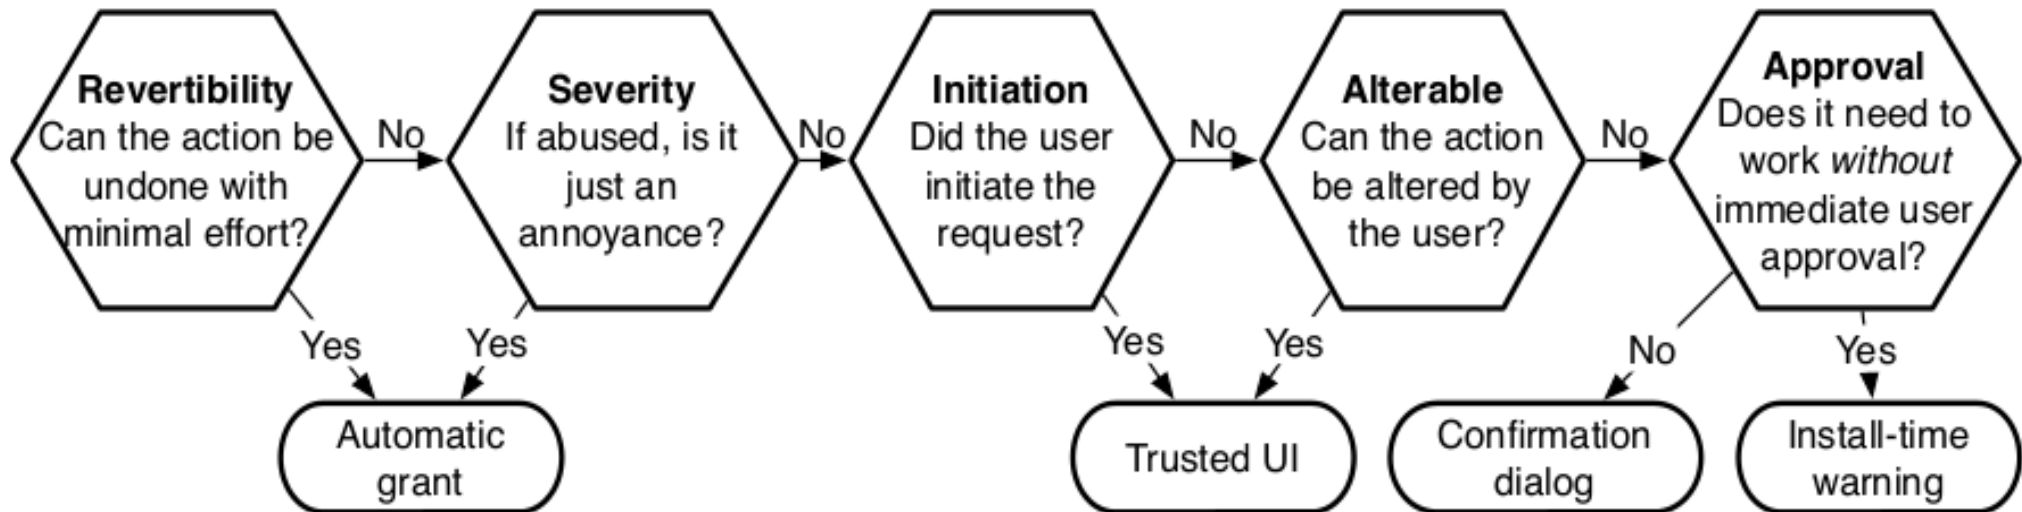 Revertibility
Can the action be
undone with
minimal effort?
No
Severity
If abused, is it
just an
annoyance?
No
Initiation
Did the user
initiate the
request?
No
Alterable
Can the action
be altered by
the user?
No
Approval
Does it need to
work without
immediate user
approval?
Yes
Yes
Yes
Yes
No
Yes
Automatic
grant
Trusted UI
Confirmation
dialog
Install-time
warning